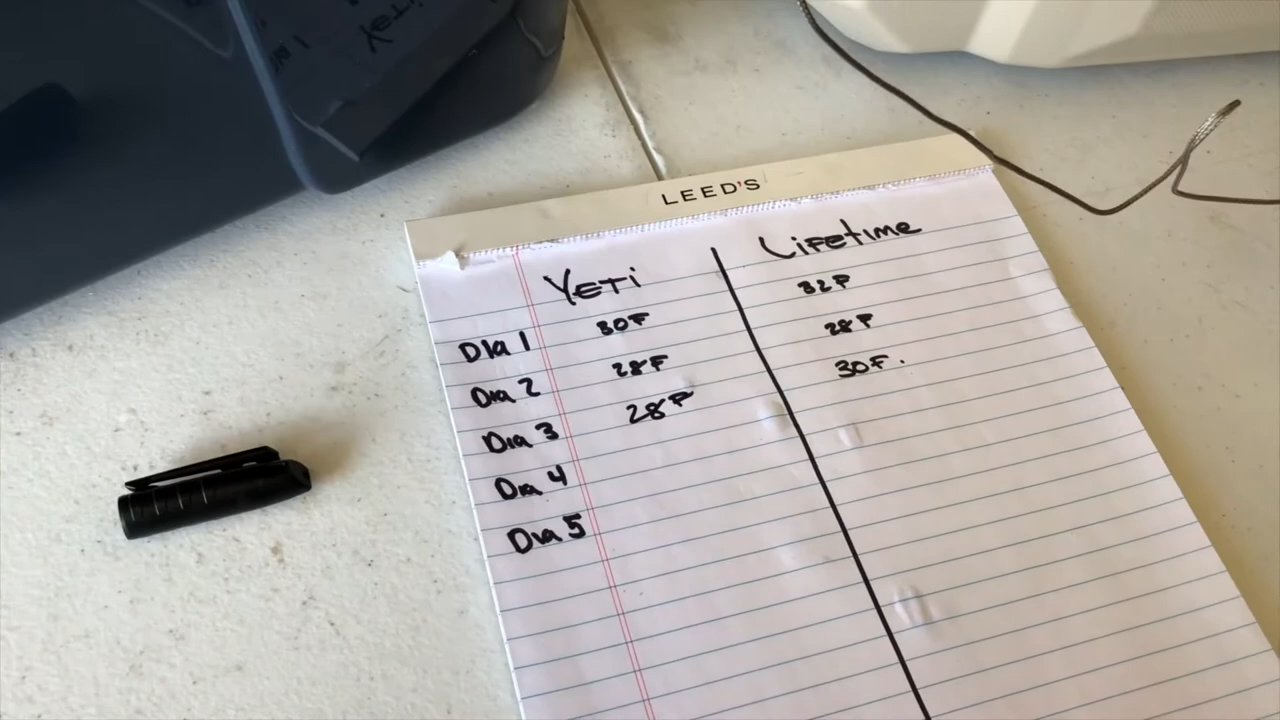 LEED'S
Yeti Lifetime
Dia 1 30F 32F
Dia 2 28F 28F
Dia 3 28F 30F.
Dia 4
Dia 5